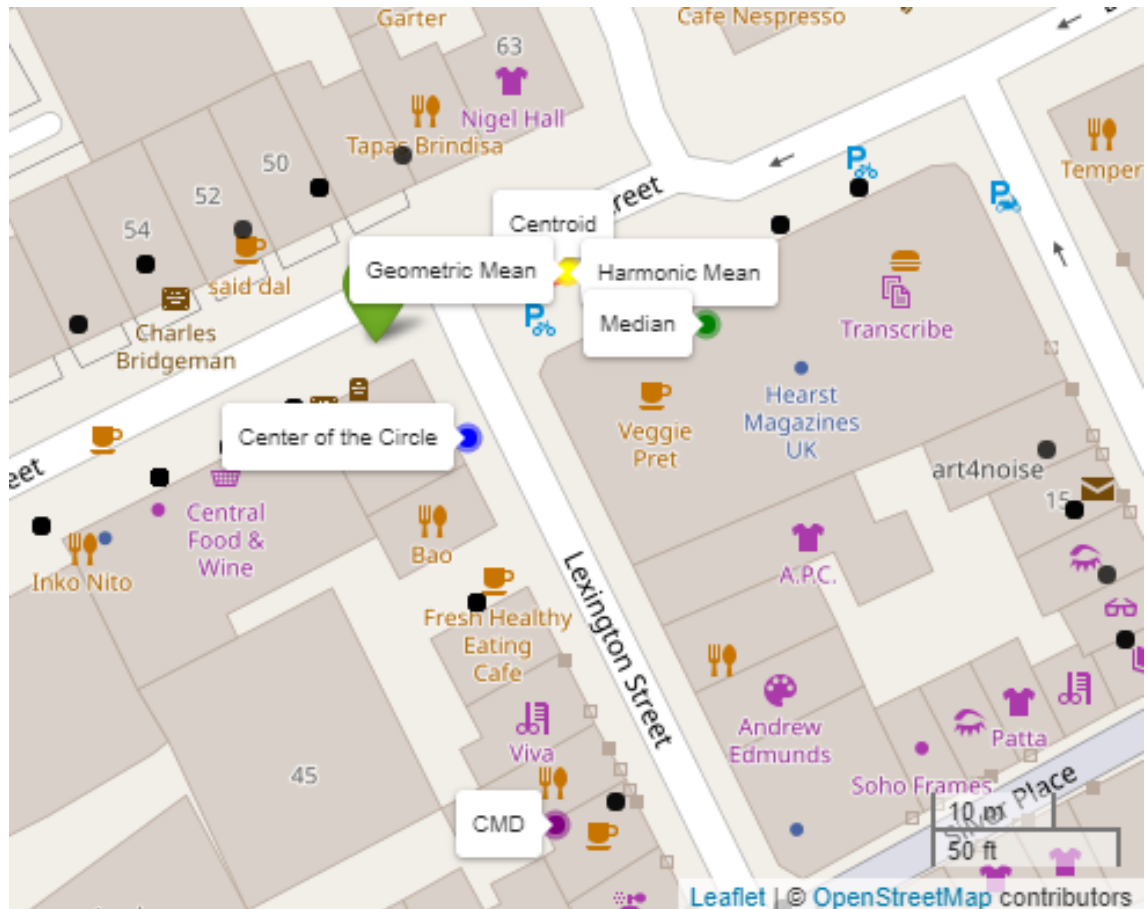 Garter
Cafe Nespresso
63
Nigel Hall
Tapas Brindisa
50
52
54
Temper
reet
Centroid
Geometric Mean
Harmonic Mean
said dal
Median
Transcribe
Charles
Bridgeman
Hearst
Magazines
UK
Veggie
Pret
Center of the Circle
eet
art4noise
15
Central
Food &
Wine
Bao
Inko Nito
A.P.C.
Fresh Healthy
Eating
Cafe
Lexington Street
Andrew
Edmunds
Viva
Patta
45
Soho Frames
CMD
Place
10 m
50 ft
Leaflet | © OpenStreetMap contributors